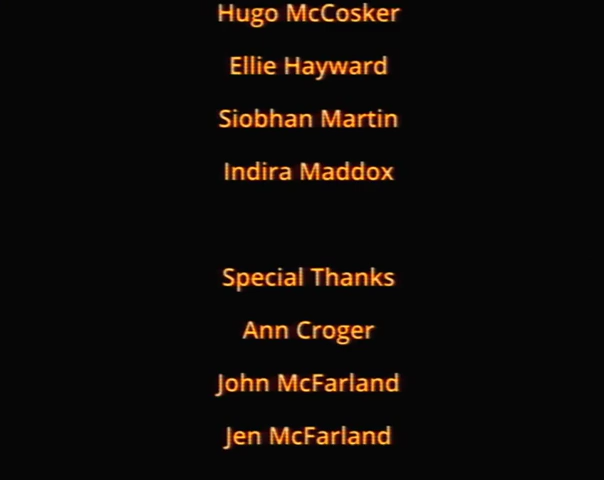 Hugo McCosker
Ellie Hayward
Siobhan Martin
Indira Maddox
Special Thanks
Ann Croger
John McFarland
Jen McFarland